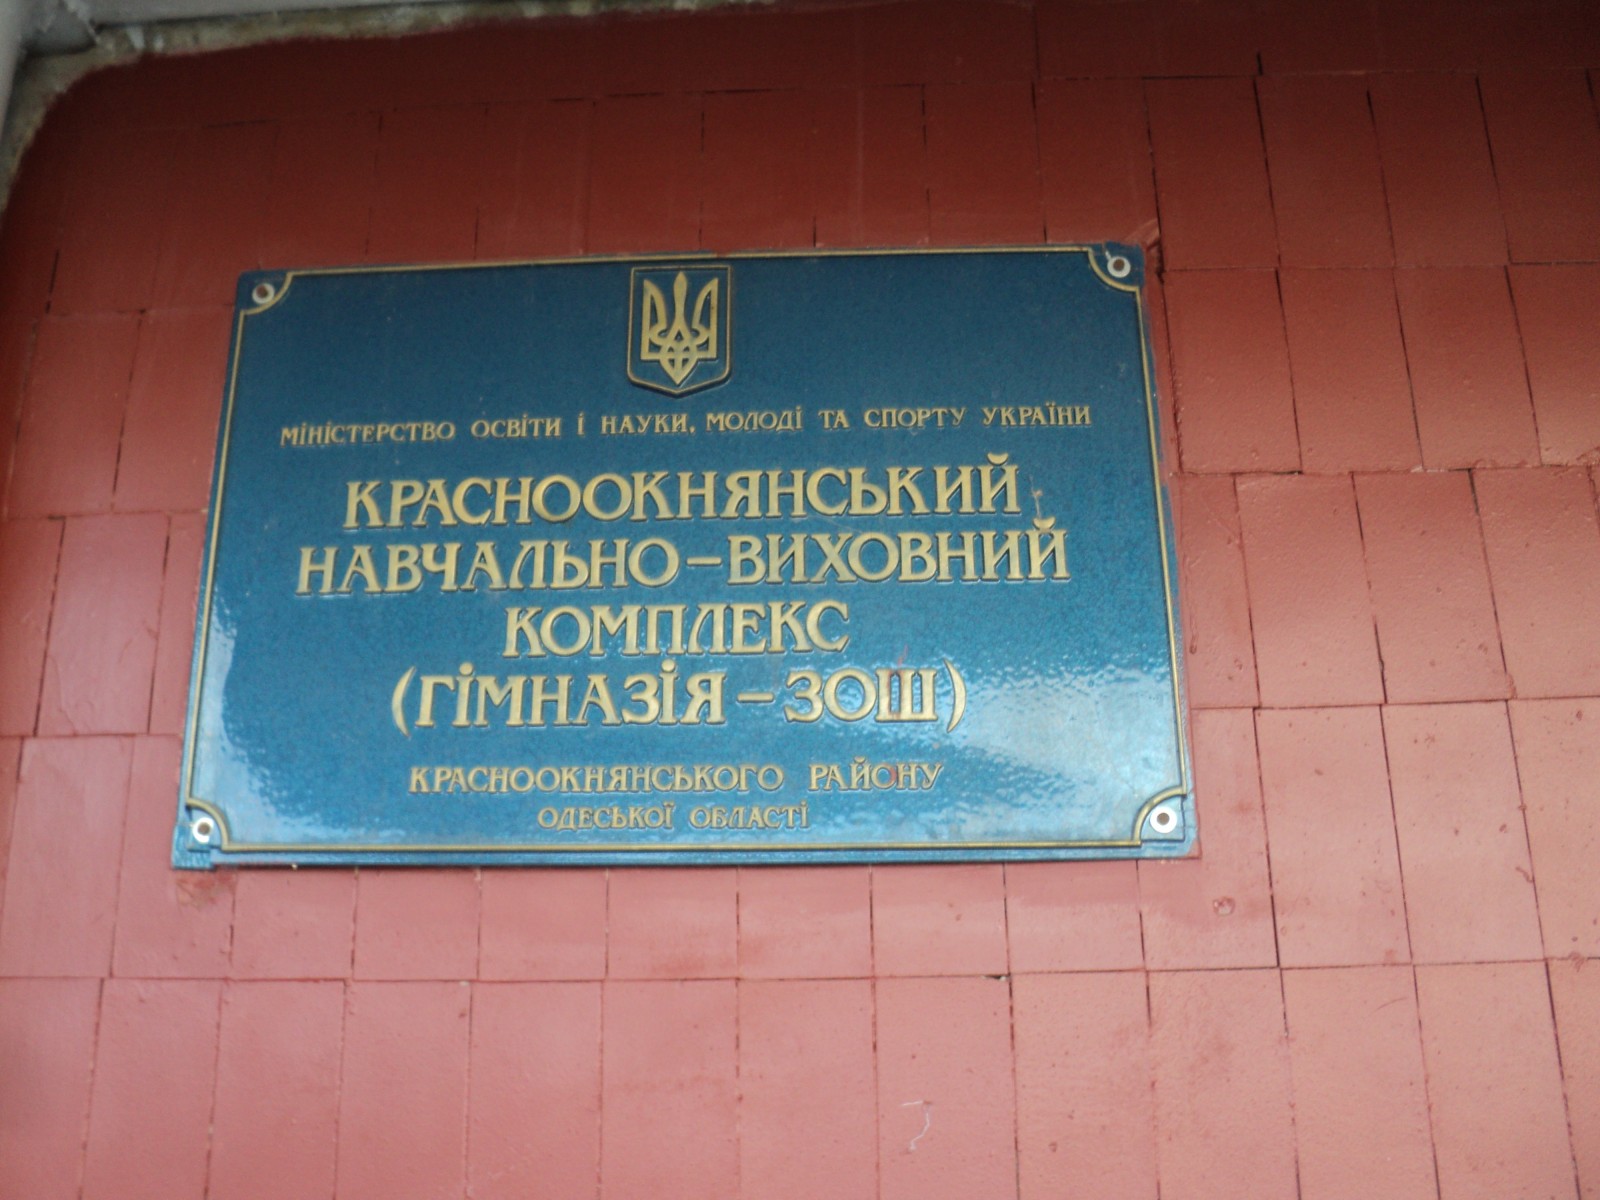 МІНІСТЕРСТВО ОСВІТИ І НАУКИ, МОЛОДІ ТА СПОРТУ УКРАЇНИ
КРАСНООКНЯНСЬКИЙ
НАВЧАЛЬНО-ВИХОВНИЙ
КОМПЛЕКС
(ГІМНАЗІЯ-ЗОШ)
КРАСНООКНЯНСЬКОГО РАЙОНУ
ОДЕСЬКОЇ ОБЛАСТІ